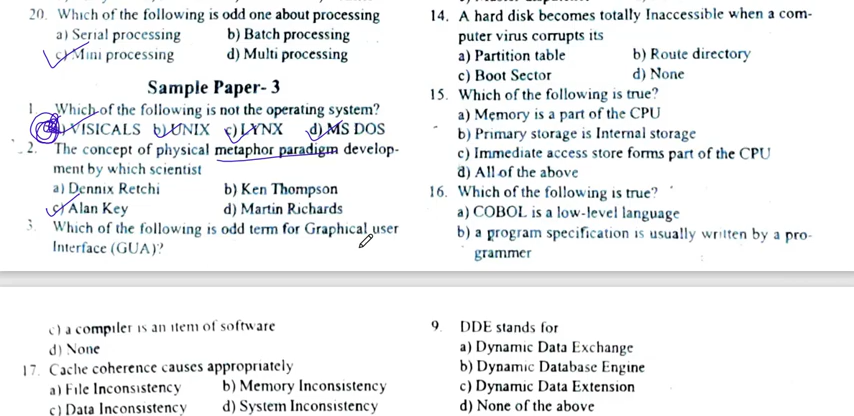 20. Which of the following is odd one about processing
a) Serial processing b) Batch processing
c) Mini processing d) Multi processing
Sample Paper- 3
1. Which of the following is not the operating system?
a) VISICALS b) UNIX c) LYNX d) MS DOS
2. The concept of physical metaphor paradigm develop-
ment by which scientist
a) Dennix Retchi b) Ken Thompson
c) Alan Key d) Martin Richards
3. Which of the following is odd term for Graphical user
Interface (GUA)?
14. A hard disk becomes totally Inaccessible when a com-
puter virus corrupts its
a) Partition table b) Route directory
c) Boot Sector d) None
15. Which of the following is true?
a) Memory is a part of the CPU
b) Primary storage is Internal storage
c) Immediate access store forms part of the CPU
d) All of the above
16. Which of the following is true?
a) COBOL is a low-level language
b) a program specification is usually written by a pro-
grammer
c) a compiler is an item of software
d) None
17. Cache coherence causes appropriately
a) File Inconsistency b) Memory Inconsistency
c) Data Inconsistency d) System Inconsistency
9. DDE stands for
a) Dynamic Data Exchange
b) Dynamic Database Engine
c) Dynamic Data Extension
d) None of the above